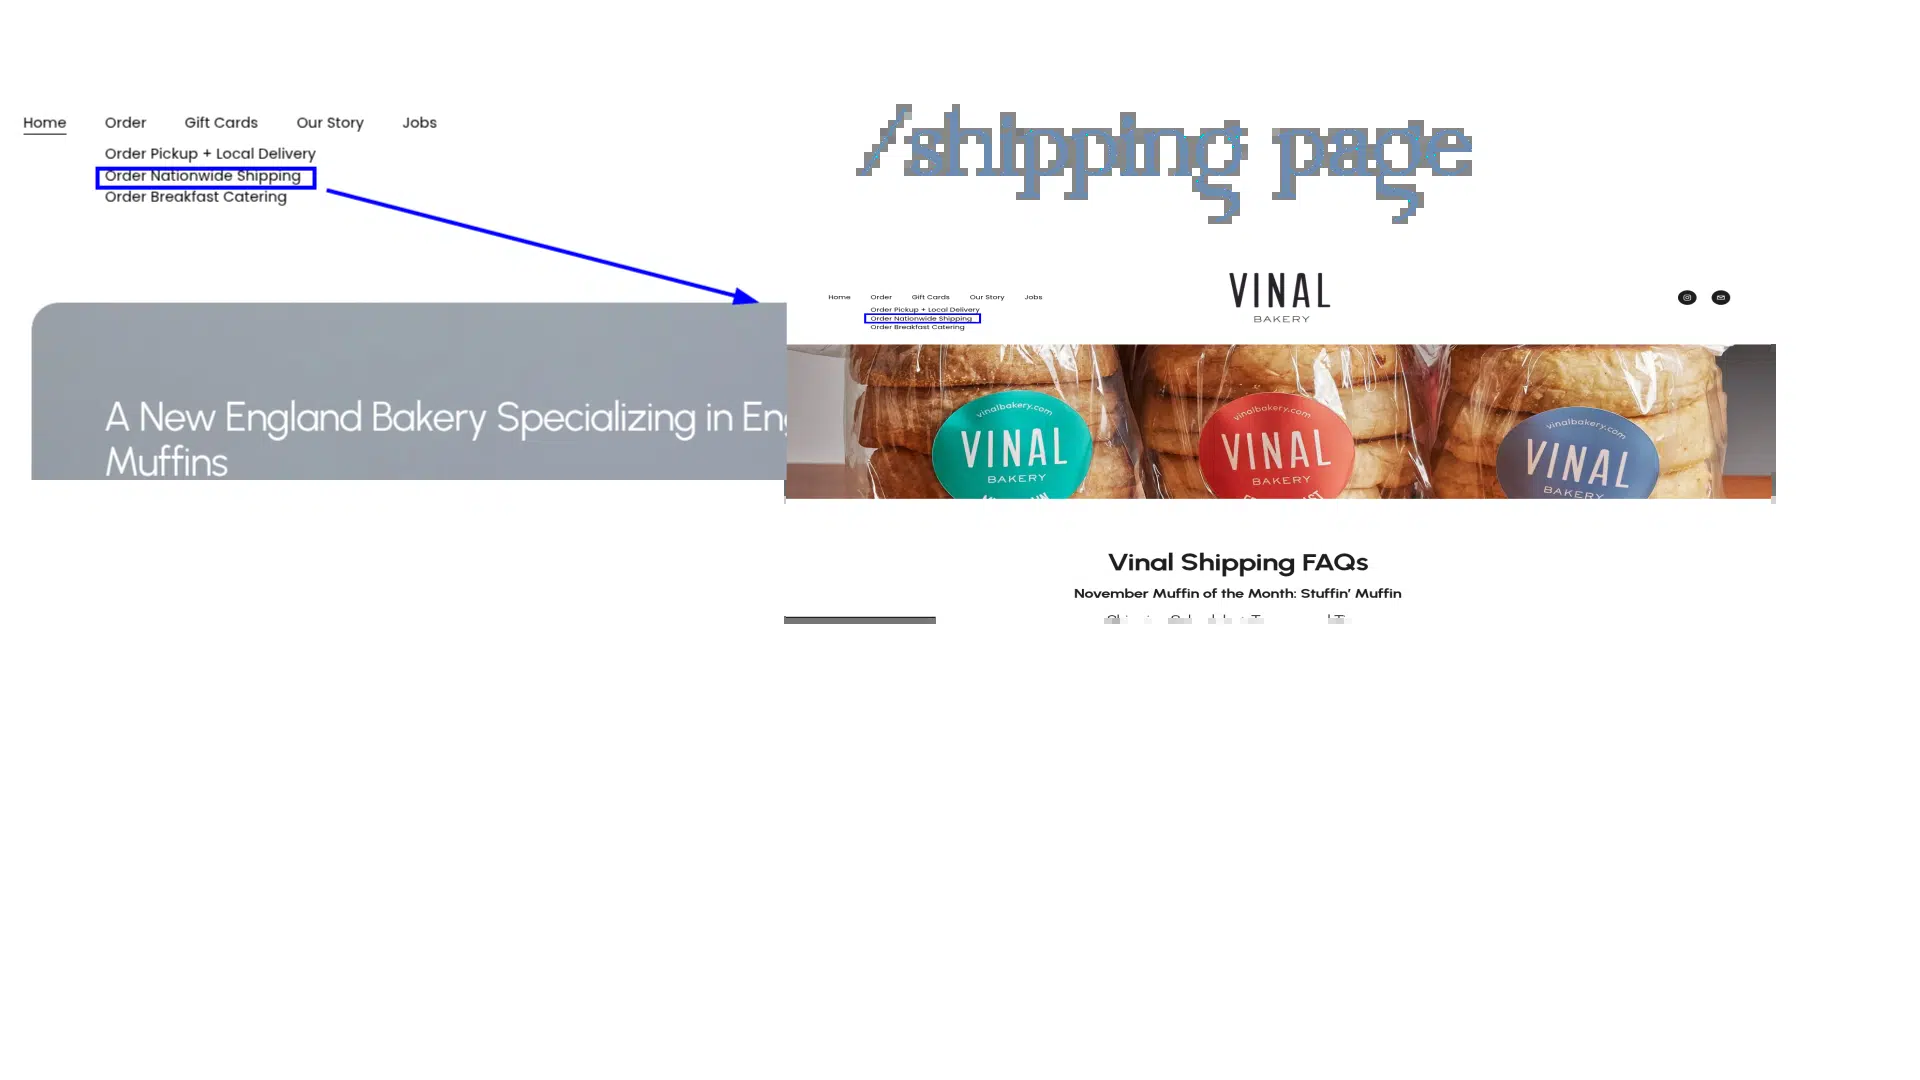 Home Order Gift Cards Our Story Jobs
Order Pickup + Local Delivery
Order Nationwide Shipping
Order Breakfast Catering
A New England Bakery Specializing in
Muffins
/shipping page
Home Order Gift Cards Our Story Jobs
Order Pickup + Local Delivery
Order Nationwide Shipping
Order Breakfast Catering
VINAL
BAKERY
vinalbakery.com
VINAL
BAKERY
vinalbakery.com
VINAL
BAKERY
vinalbakery.com
VINAL
BAKERY
Vinal Shipping FAQs
November Muffin of the Month: Stuffin’ Muffin